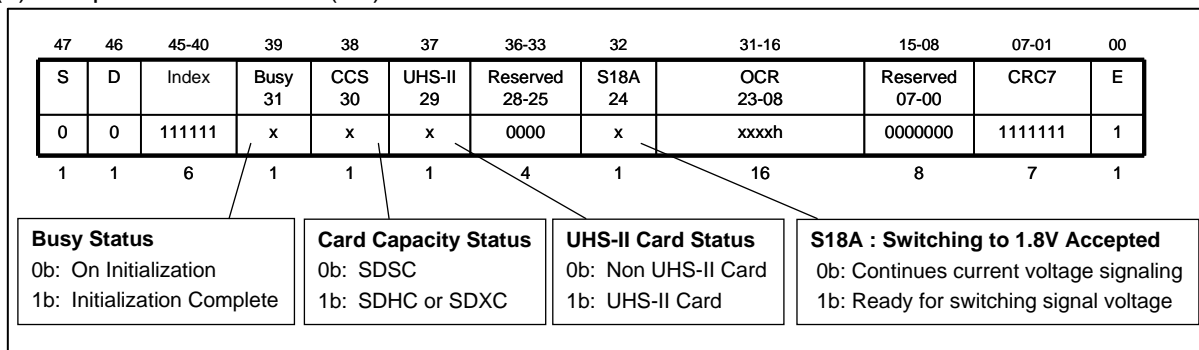 47 46 45-40 39 38 37 36-33 32 31-16 15-08 07-01 00
S D Index Busy CCS UHS-II Reserved S18A OCR Reserved CRC7 E
31 30 29 28-25 24 23-08 07-00
0 0 111111 x x x 0000 x xxxxh 0000000 1111111 1
1 1 6 1 1 1 4 1 16 8 7 1
Busy Status
0b: On Initialization
1b: Initialization Complete
Card Capacity Status
0b: SDSC
1b: SDHC or SDXC
UHS-II Card Status
0b: Non UHS-II Card
1b: UHS-II Card
S18A : Switching to 1.8V Accepted
0b: Continues current voltage signaling
1b: Ready for switching signal voltage